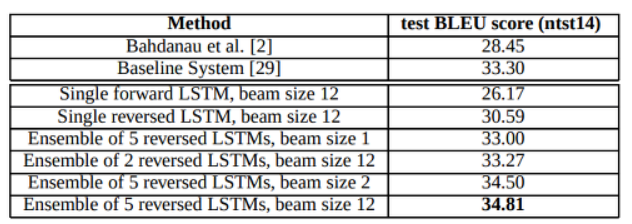 Method test BLEU score (ntst14)
Bahdanau et al. [2] 28.45
Baseline System [29] 33.30
Single forward LSTM, beam size 12 26.17
Single reversed LSTM, beam size 12 30.59
Ensemble of 5 reversed LSTMs, beam size 1 33.00
Ensemble of 2 reversed LSTMs, beam size 12 33.27
Ensemble of 5 reversed LSTMs, beam size 2 34.50
Ensemble of 5 reversed LSTMs, beam size 12 34.81